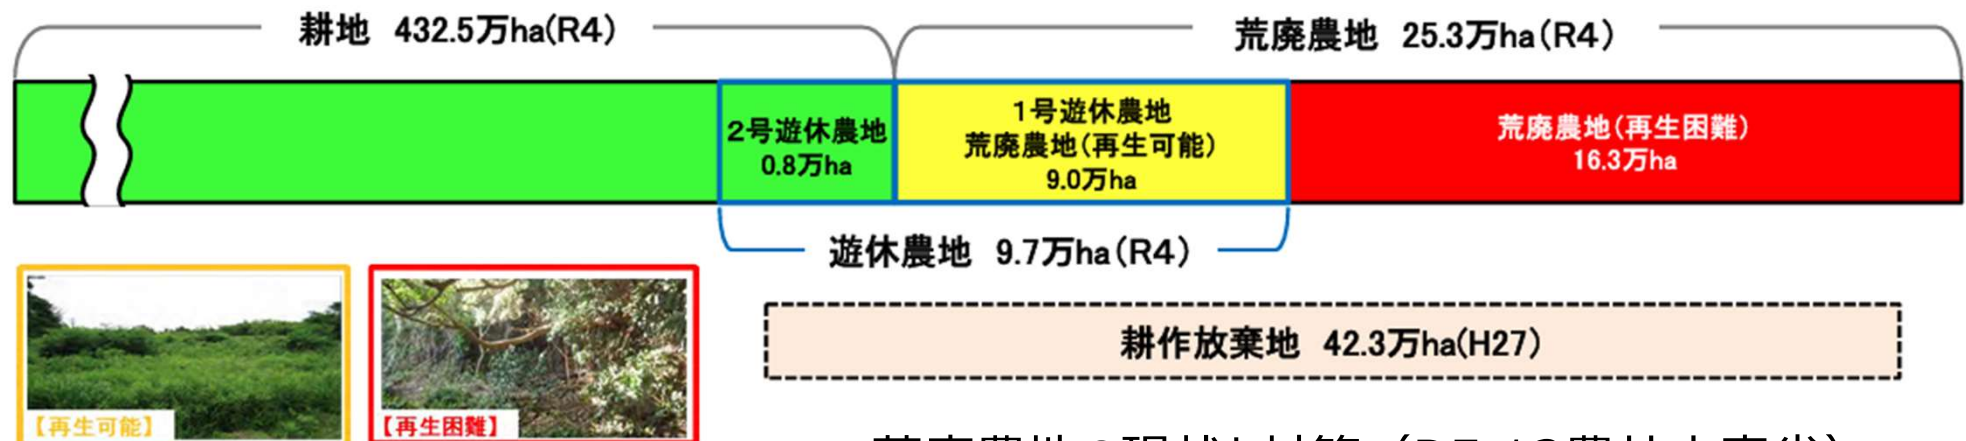 耕地 432.5万ha(R4)
荒廃農地 25.3万ha(R4)
2号遊休農地
0.8万ha
1号遊休農地
荒廃農地(再生可能)
9.0万ha
荒廃農地(再生困難)
16.3万ha
遊休農地 9.7万ha(R4)
耕作放棄地 42.3万ha(H27)
【再生可能】
【再生困難】